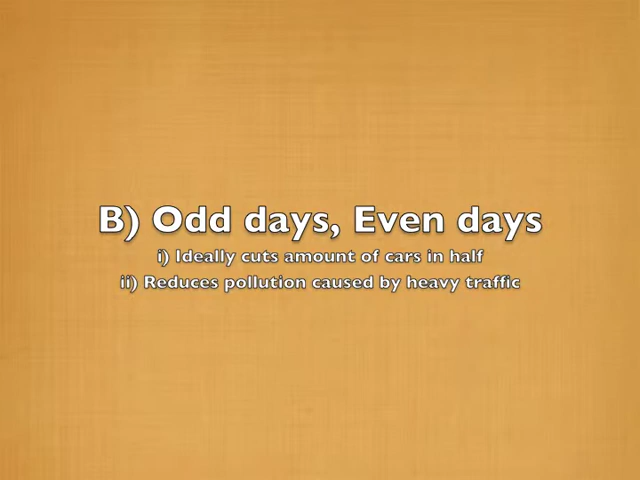 B) Odd days, Even days
i) Ideally cuts amount of cars in half
ii) Reduces pollution caused by heavy traffic